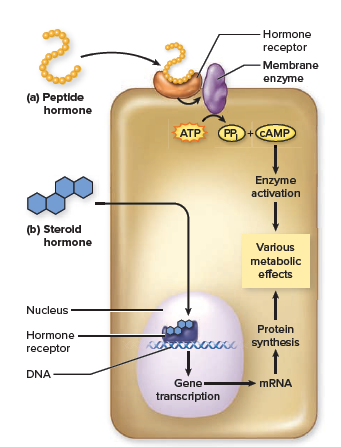 Hormone
receptor
Membrane
enzyme
(a) Peptide
hormone
ATP
PPi + cAMP
Enzyme
activation
(b) Steroid
hormone
Various
metabolic
effects
Nucleus
Hormone
receptor
Protein
synthesis
DNA
Gene
transcription
mRNA